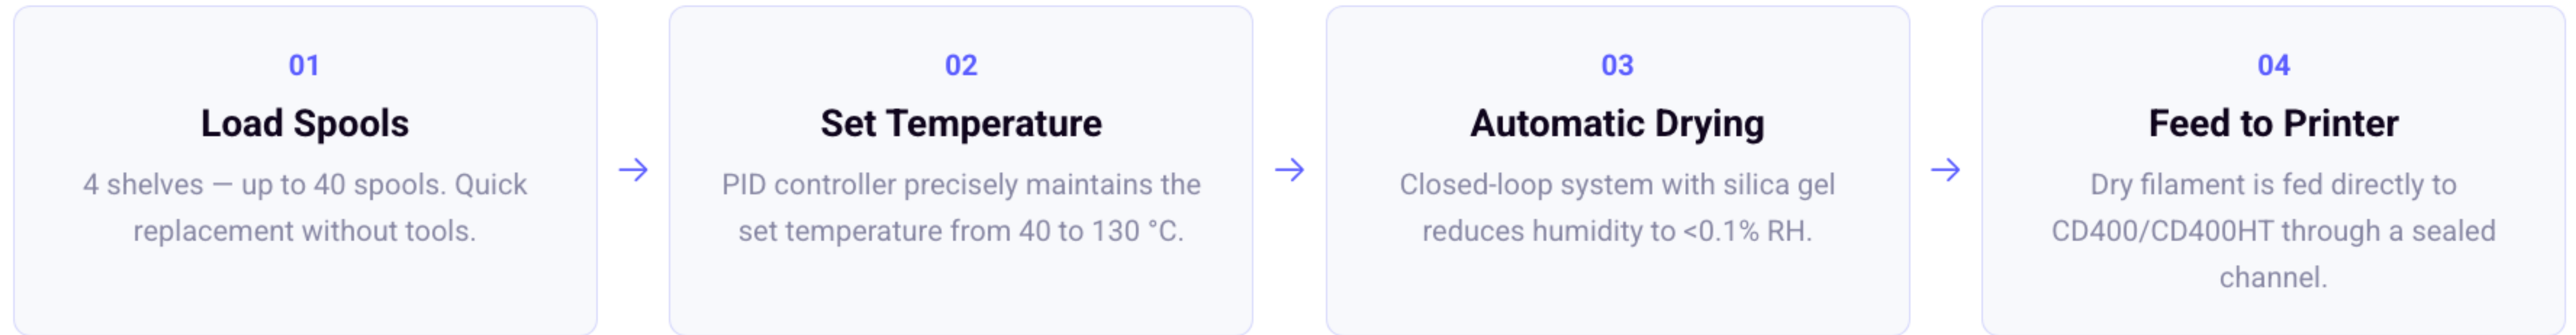 01
Load Spools
4 shelves — up to 40 spools. Quick
replacement without tools.
→
02
Set Temperature
PID controller precisely maintains the
set temperature from 40 to 130 °C.
→
03
Automatic Drying
Closed-loop system with silica gel
reduces humidity to <0.1% RH.
→
04
Feed to Printer
Dry filament is fed directly to
CD400/CD400HT through a sealed
channel.